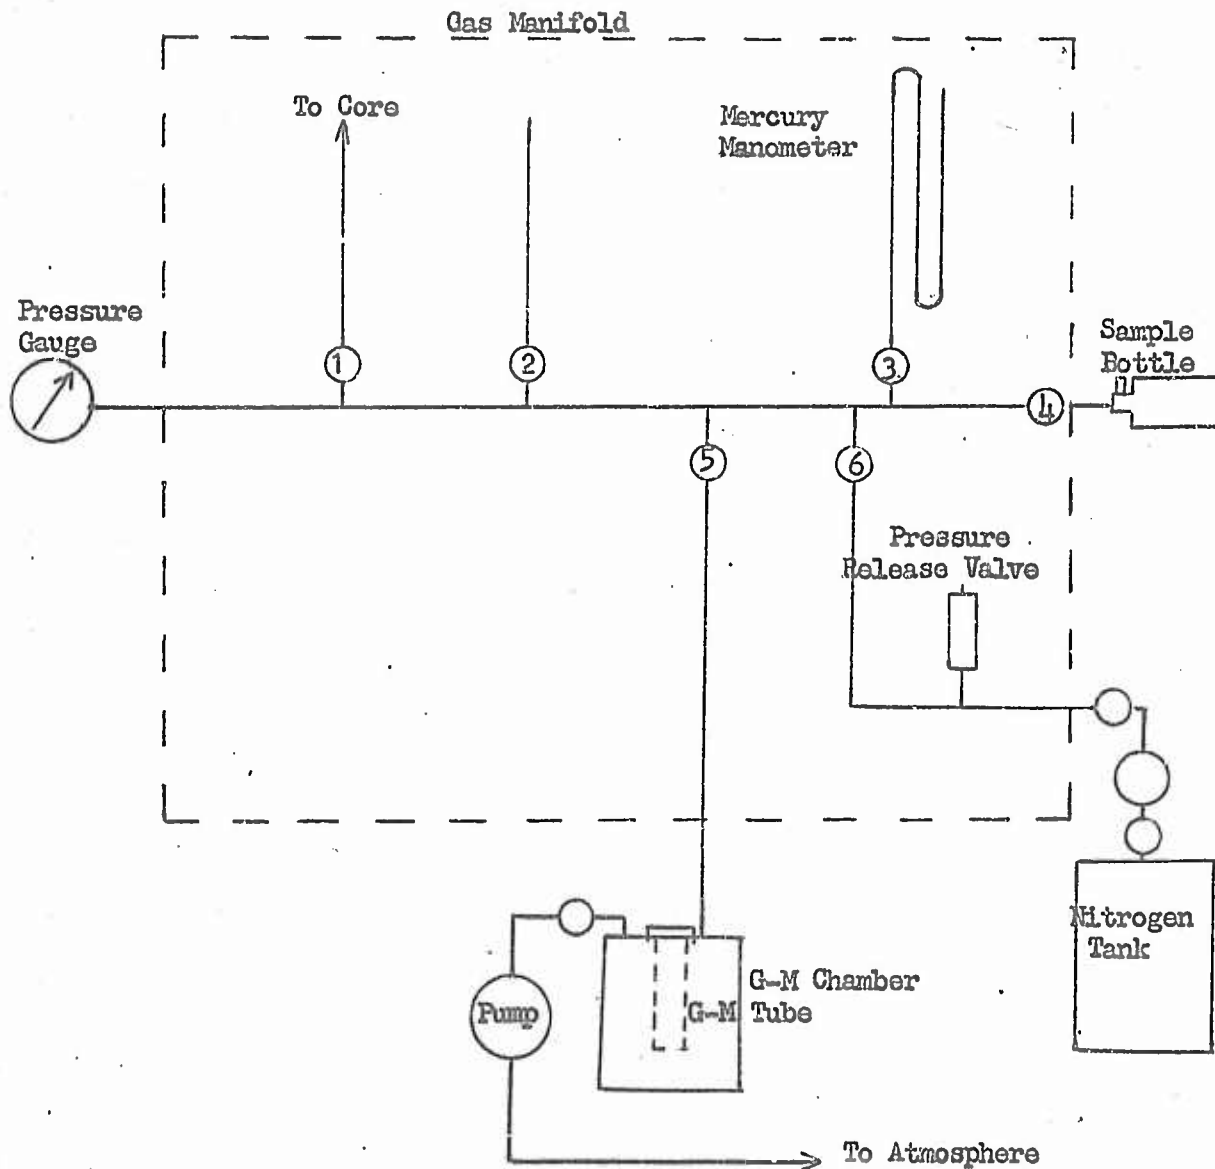 Gas Manifold
To Core
Mercury
Manometer
Pressure
Gauge
Sample
Bottle
1
2
3
4
5
6
Pressure
Release Valve
Nitrogen
Tank
G-M Chamber
G-M Tube
Pump
To Atmosphere